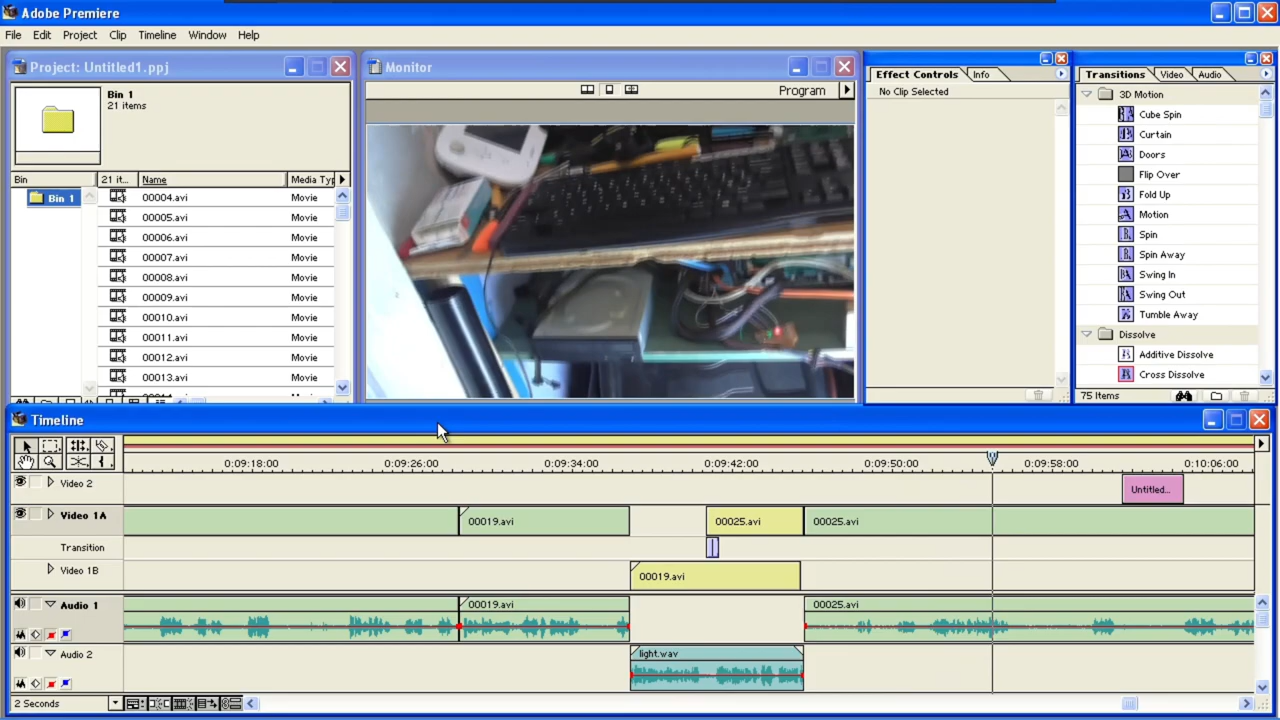 Adobe Premiere
File Edit Project Clip Timeline Window Help
Project: Untitled1.ppj
Bin 1
21 items
Bin 21 it... Name Media Typ
Bin 1
00004.avi Movie
00005.avi Movie
00006.avi Movie
00007.avi Movie
00008.avi Movie
00009.avi Movie
00010.avi Movie
00011.avi Movie
00012.avi Movie
00013.avi Movie
Monitor
Program
Effect Controls Info
No Clip Selected
Transitions Video Audio
3D Motion
Cube Spin
Curtain
Doors
Flip Over
Fold Up
Motion
Spin
Spin Away
Swing In
Swing Out
Tumble Away
Dissolve
Additive Dissolve
Cross Dissolve
75 Items
Timeline
0:09:18:00 0:09:26:00 0:09:34:00 0:09:42:00 0:09:50:00 0:09:58:00 0:10:06:00
Video 2 Untitled...
Video 1A 00019.avi 00025.avi 00025.avi
Transition
Video 1B 00019.avi
Audio 1 00019.avi 00025.avi
Audio 2 light.wav
2 Seconds